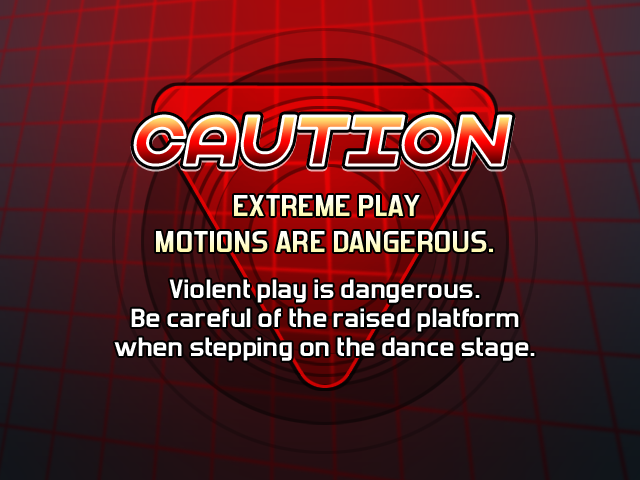 CAUTION
EXTREME PLAY
MOTIONS ARE DANGEROUS.
Violent play is dangerous.
Be careful of the raised platform
when stepping on the dance stage.